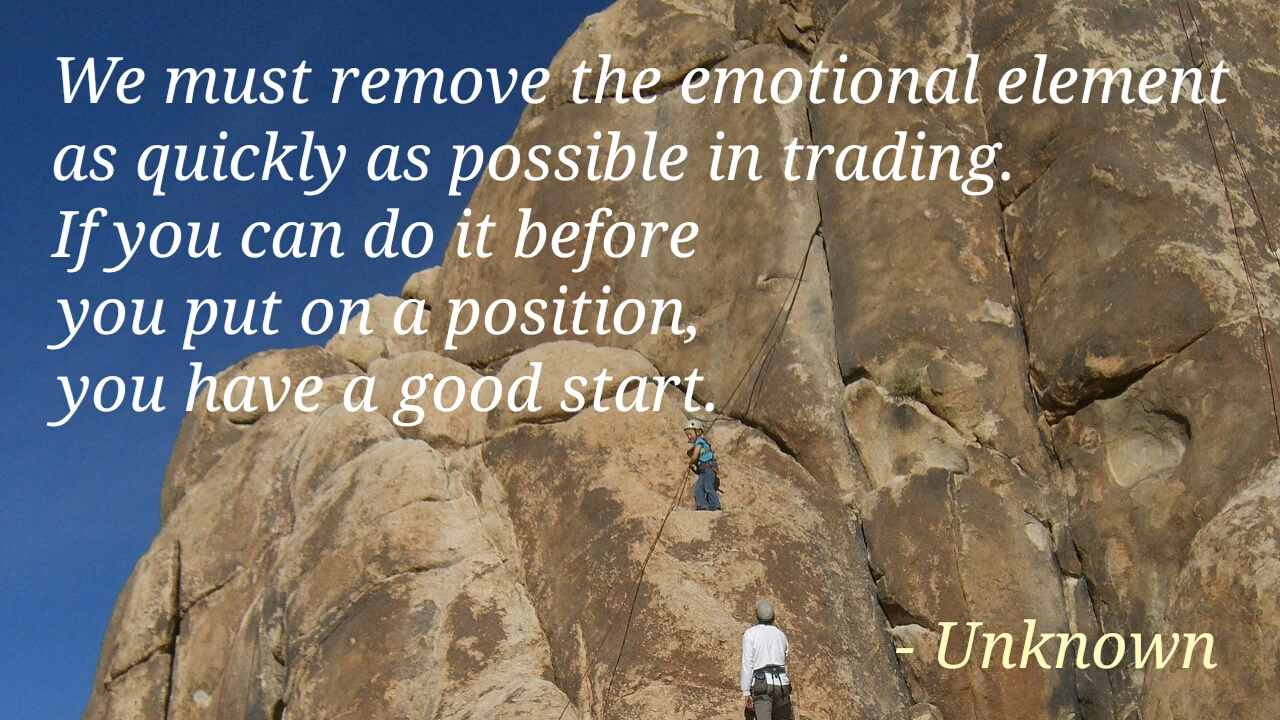 We must remove the emotional element
as quickly as possible in trading.
If you can do it before
you put on a position,
you have a good start.
- Unknown